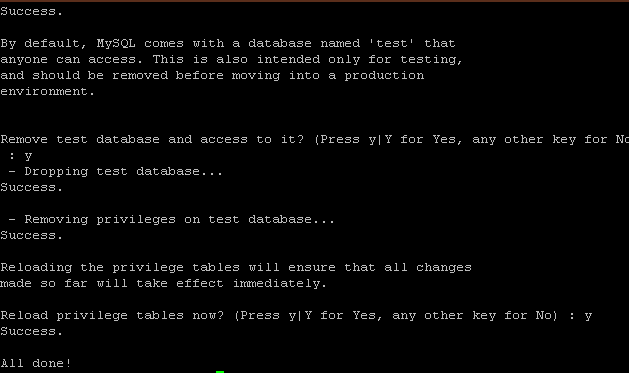 Success.
By default, MySQL comes with a database named 'test' that
anyone can access. This is also intended only for testing,
and should be removed before moving into a production
environment.
Remove test database and access to it? (Press y|Y for Yes, any other key for No
 : y
 - Dropping test database...
Success.
 - Removing privileges on test database...
Success.
Reloading the privilege tables will ensure that all changes
made so far will take effect immediately.
Reload privilege tables now? (Press y|Y for Yes, any other key for No) : y
Success.
All done!